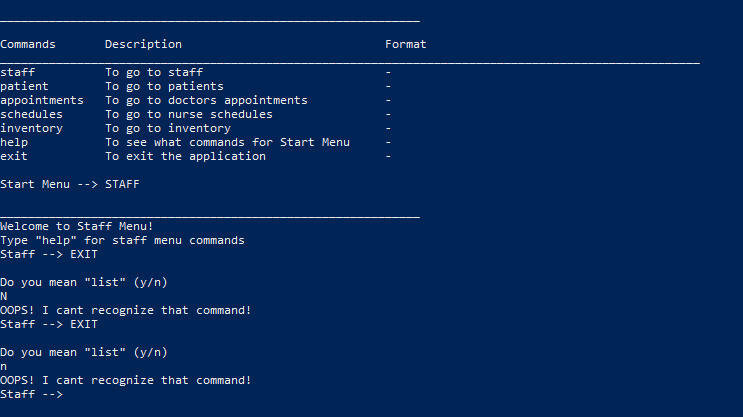 Commands Description Format
staff To go to staff -
patient To go to patients -
appointments To go to doctors appointments -
schedules To go to nurse schedules -
inventory To go to inventory -
help To see what commands for Start Menu -
exit To exit the application -
Start Menu --> STAFF
Welcome to Staff Menu!
Type "help" for staff menu commands
Staff --> EXIT
Do you mean "list" (y/n)
N
OOPS! I cant recognize that command!
Staff --> EXIT
Do you mean "list" (y/n)
n
OOPS! I cant recognize that command!
Staff -->